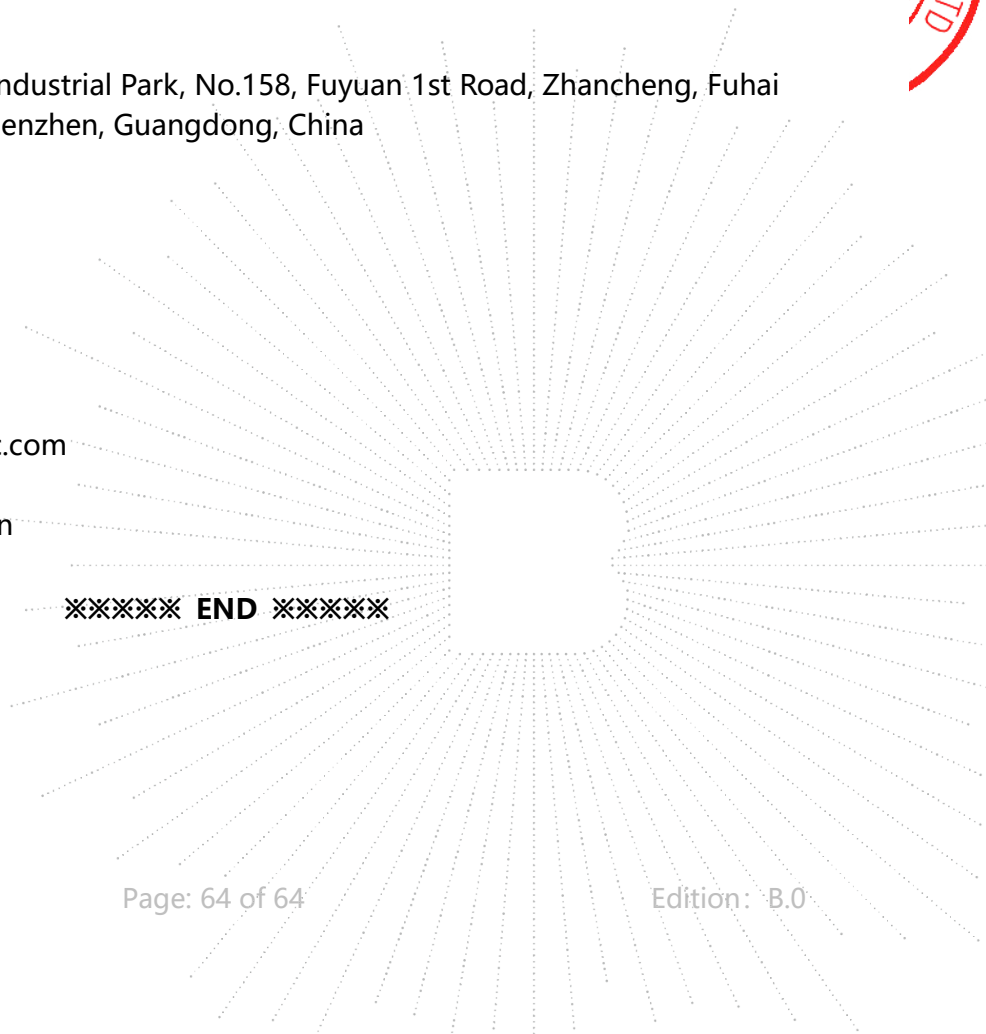 TD
ndustrial Park, No.158, Fuyuan 1st Road, Zhancheng, Fuhai
enzhen, Guangdong, China
.com
n
※※※※※ END ※※※※※
Page: 64 of 64 Edition：B.0